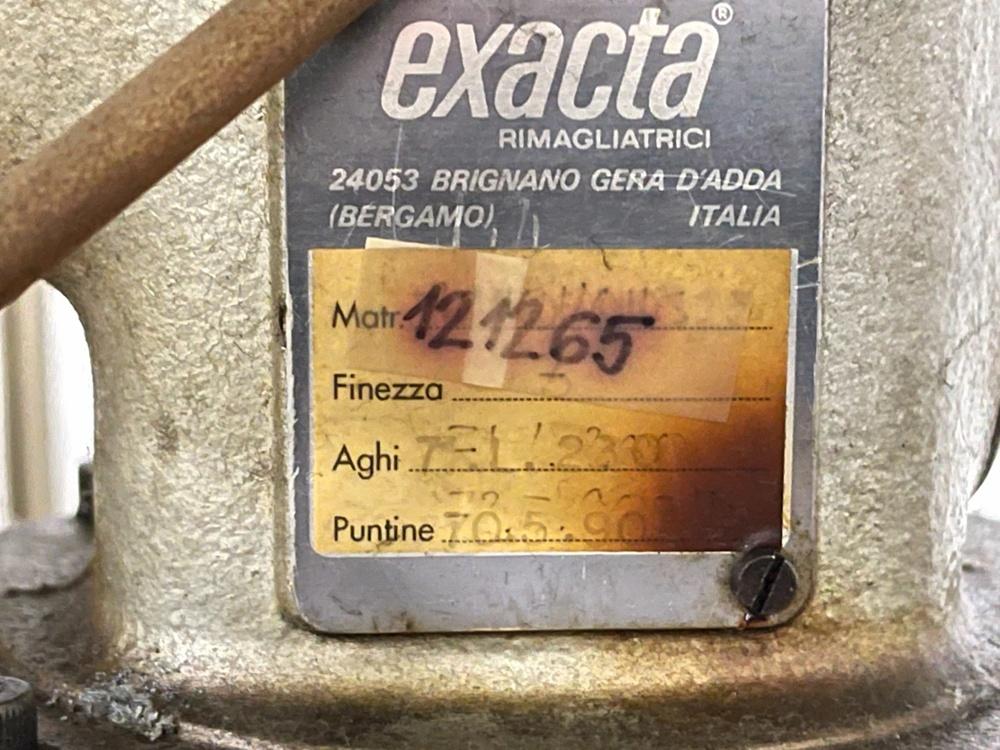 exacta®
RIMAGLIATRICI
24053 BRIGNANO GERA D'ADDA
(BERGAMO) ITALIA
Matr. 121265
Finezza
Aghi
Puntine